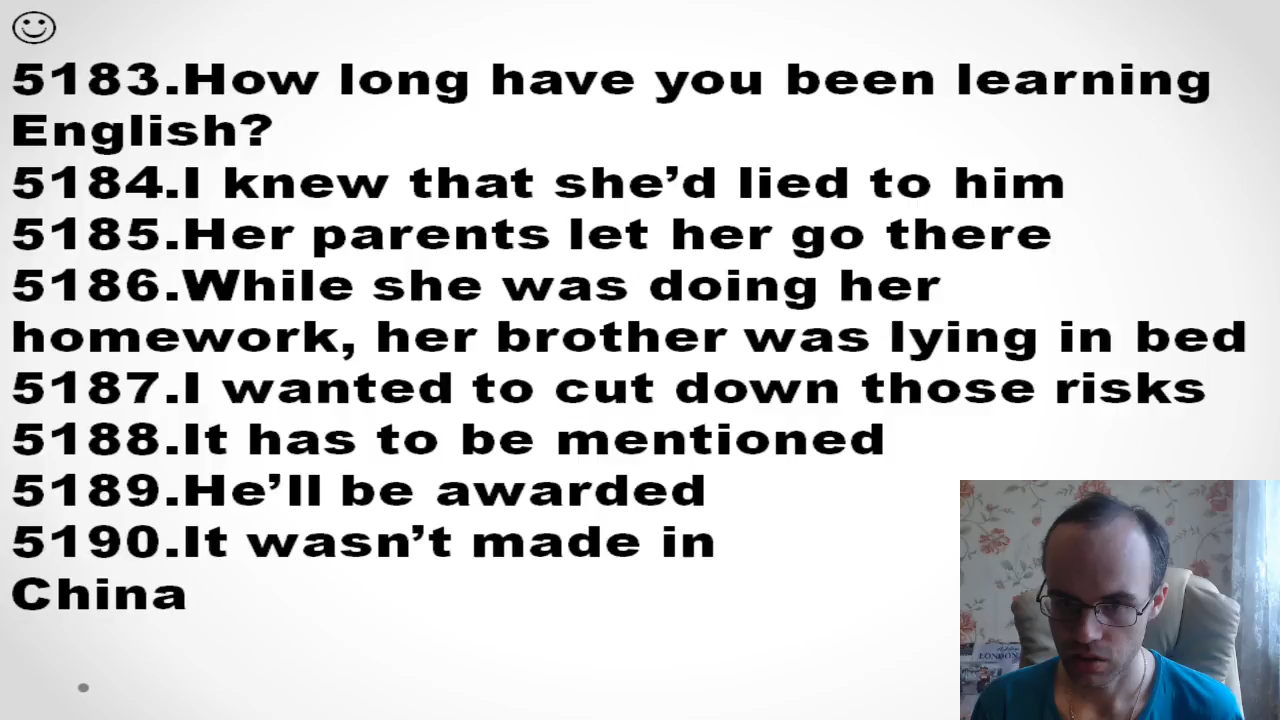 5183.How long have you been learning
English?
5184.I knew that she’d lied to him
5185.Her parents let her go there
5186.While she was doing her
homework, her brother was lying in bed
5187.I wanted to cut down those risks
5188.It has to be mentioned
5189.He’ll be awarded
5190.It wasn’t made in
China
LONDON